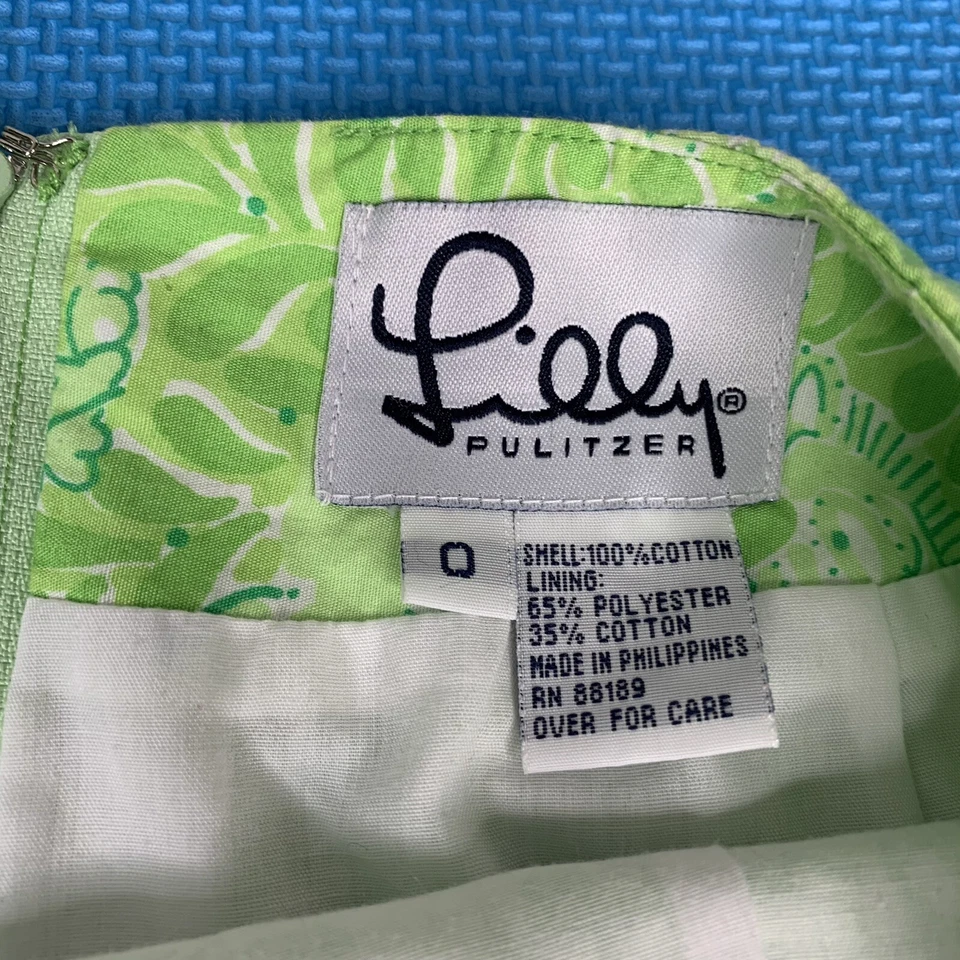 Lilly®
PULITZER
0
SHELL:100%COTTON
LINING:
65% POLYESTER
35% COTTON
MADE IN PHILIPPINES
RN 88189
OVER FOR CARE